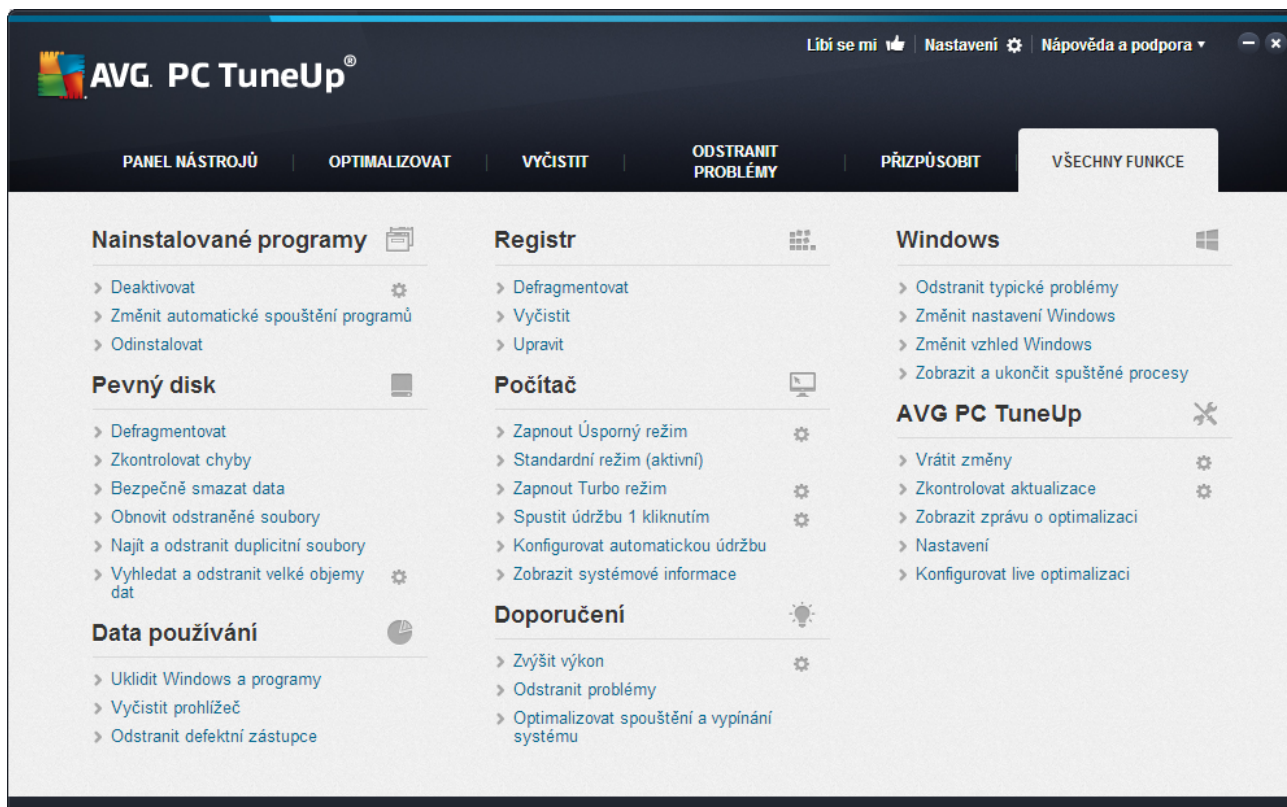 Líbí se mi
Nastavení
Nápověda a podpora
AVG. PC TuneUp®
PANEL NÁSTROJŮ
OPTIMALIZOVAT
VYČISTIT
ODSTRANIT
PROBLÉMY
PŘIZPŮSOBIT
VŠECHNY FUNKCE
Nainstalované programy
Deaktivovat
Změnit automatické spouštění programů
Odinstalovat
Pevný disk
Defragmentovat
Zkontrolovat chyby
Bezpečně smazat data
Obnovit odstraněné soubory
Najít a odstranit duplicitní soubory
Vyhledat a odstranit velké objemy
dat
Data používání
Uklidit Windows a programy
Vyčistit prohlížeč
Odstranit defektní zástupce
Registr
Defragmentovat
Vyčistit
Upravit
Počítač
Zapnout Úsporný režim
Standardní režim (aktivní)
Zapnout Turbo režim
Spustit údržbu 1 kliknutím
Konfigurovat automatickou údržbu
Zobrazit systémové informace
Doporučení
Zvýšit výkon
Odstranit problémy
Optimalizovat spouštění a vypínání
systému
Windows
Odstranit typické problémy
Změnit nastavení Windows
Změnit vzhled Windows
Zobrazit a ukončit spuštěné procesy
AVG PC TuneUp
Vrátit změny
Zkontrolovat aktualizace
Zobrazit zprávu o optimalizaci
Nastavení
Konfigurovat live optimalizaci